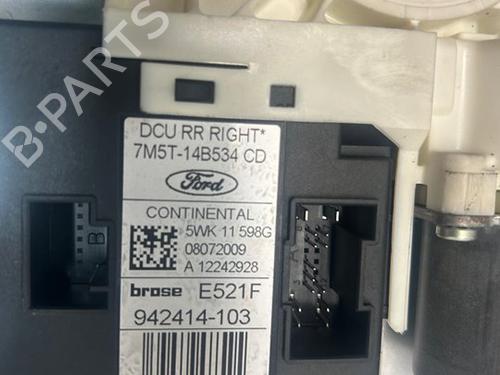 B-PARTS
DCU RR RIGHT*
7M5T-14B534 CD
Ford
CONTINENTAL
5WK 11 598G
08072009
A 12242928
brose E521F
942414-103
B